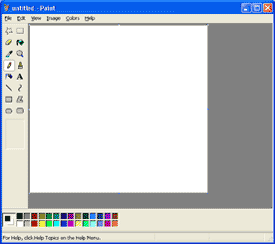 untitled - Paint
File Edit View Image Colors Help
A
For Help, click Help Topics on the Help Menu.